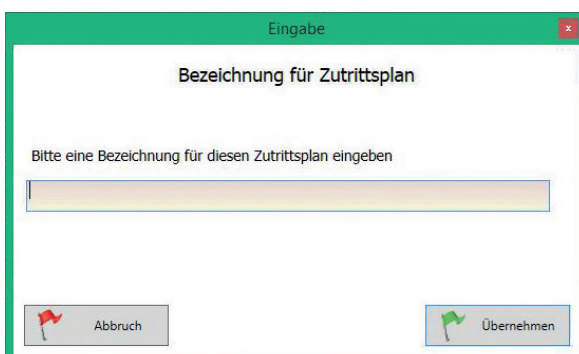 Eingabe
x
Bezeichnung für Zutrittsplan
Bitte eine Bezeichnung für diesen Zutrittsplan eingeben
Abbruch
Übernehmen